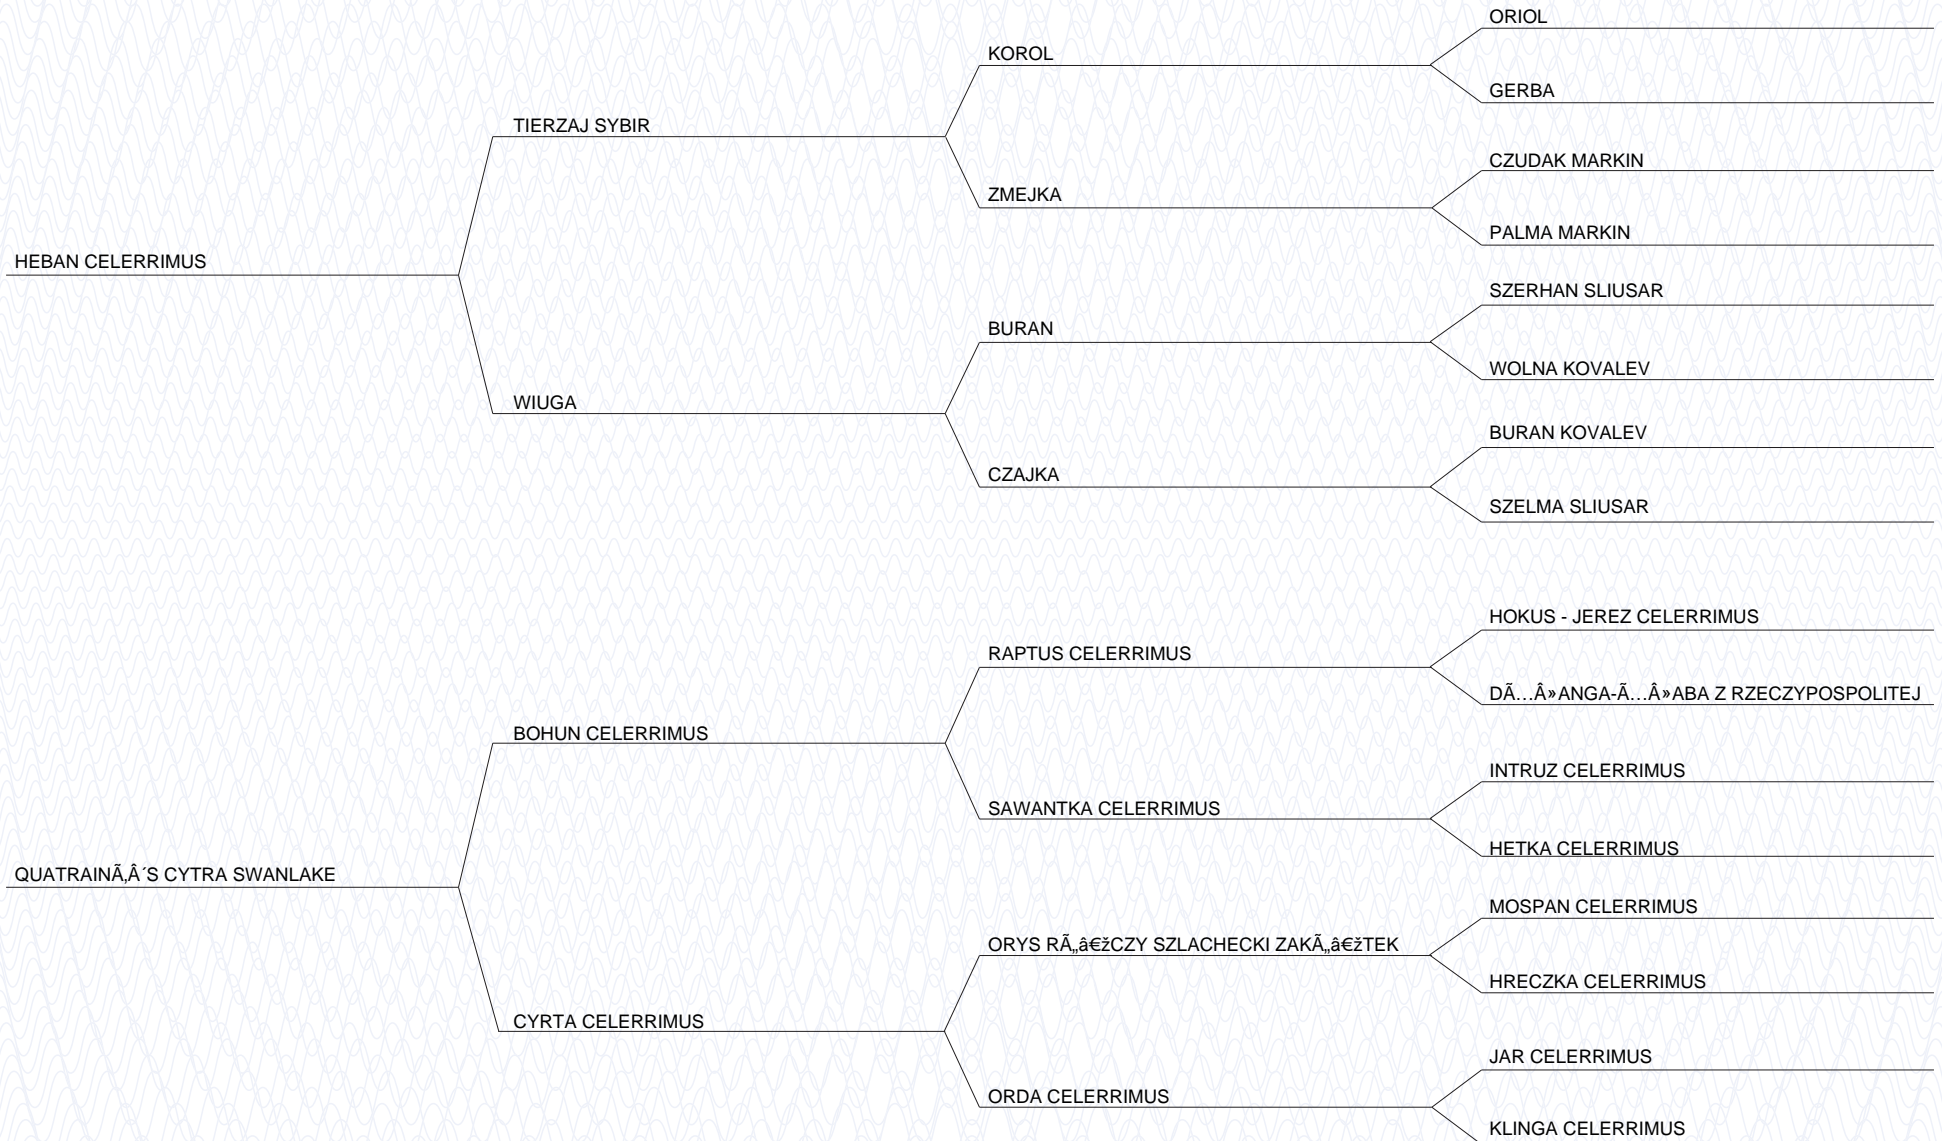 ORIOL
KOROL
GERBA
TIERZAJ SYBIR
CZUDAK MARKIN
ZMEJKA
PALMA MARKIN
HEBAN CELERRIMUS
SZERHAN SLIUSAR
BURAN
WOLNA KOVALEV
WIUGA
BURAN KOVALEV
CZAJKA
SZELMA SLIUSAR
HOKUS - JEREZ CELERRIMUS
RAPTUS CELERRIMUS
DÃ…Â»ANGA-Ã…Â»ABA Z RZECZYPOSPOLITEJ
BOHUN CELERRIMUS
INTRUZ CELERRIMUS
SAWANTKA CELERRIMUS
HETKA CELERRIMUS
QUATRAINÃ‚Â´S CYTRA SWANLAKE
MOSPAN CELERRIMUS
ORYS RÃ„â€žCZY SZLACHECKI ZAKÃ„â€žTEK
HRECZKA CELERRIMUS
CYRTA CELERRIMUS
JAR CELERRIMUS
ORDA CELERRIMUS
KLINGA CELERRIMUS